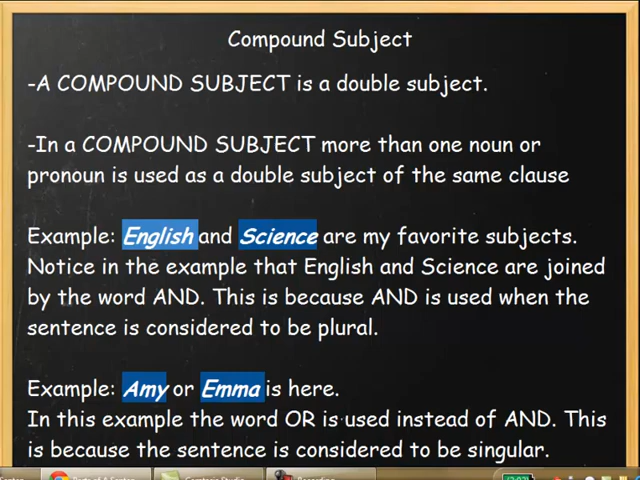 Compound Subject
-A COMPOUND SUBJECT is a double subject.
-In a COMPOUND SUBJECT more than one noun or
pronoun is used as a double subject of the same clause
Example: English and Science are my favorite subjects.
Notice in the example that English and Science are joined
by the word AND. This is because AND is used when the
sentence is considered to be plural.
Example: Amy or Emma is here.
In this example the word OR is used instead of AND. This
is because the sentence is considered to be singular.